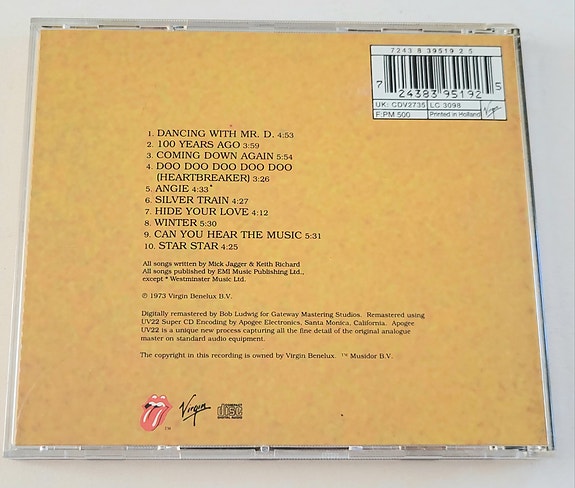 7243 8 39519 2 5
7 24383 95192 5
UK: CDV2735 LC 3098
F:PM 500 Printed in Holland Virgin
1. DANCING WITH MR. D. 4:53
2. 100 YEARS AGO 3:59
3. COMING DOWN AGAIN 5:54
4. DOO DOO DOO DOO DOO
(HEARTBREAKER) 3:26
5. ANGIE 4:33*
6. SILVER TRAIN 4:27
7. HIDE YOUR LOVE 4:12
8. WINTER 5:30
9. CAN YOU HEAR THE MUSIC 5:31
10. STAR STAR 4:25
All songs written by Mick Jagger & Keith Richard
All songs published by EMI Music Publishing Ltd.,
except * Westminster Music Ltd.
℗ 1973 Virgin Benelux B.V.
Digitally remastered by Bob Ludwig for Gateway Mastering Studios. Remastered using
UV22 Super CD Encoding by Apogee Electronics, Santa Monica, California. Apogee
UV22 is a unique new process capturing all the fine detail of the original analogue
master on standard audio equipment.
The copyright in this recording is owned by Virgin Benelux. ™ Musidor B.V.
™ Virgin COMPACT
disc
DIGITAL AUDIO